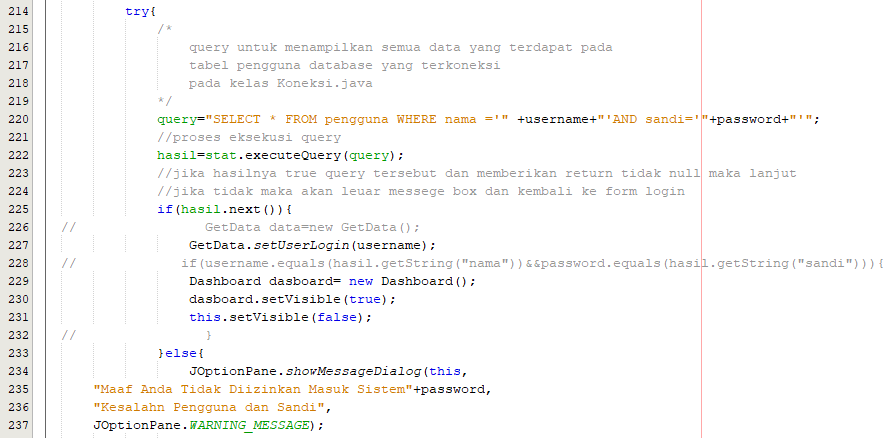 214 try{
215 /*
216 query untuk menampilkan semua data yang terdapat pada
217 tabel pengguna database yang terkoneksi
218 pada kelas Koneksi.java
219 */
220 query="SELECT * FROM pengguna WHERE nama ='" +username+"'AND sandi='"+password+"'";
221 //proses eksekusi query
222 hasil=stat.executeQuery(query);
223 //jika hasilnya true query tersebut dan memberikan return tidak null maka lanjut
224 //jika tidak maka akan leuar messege box dan kembali ke form login
225 if(hasil.next()){
226 // GetData data=new GetData();
227 GetData.setUserLogin(username);
228 // if(username.equals(hasil.getString("nama"))&&password.equals(hasil.getString("sandi"))){
229 Dashboard dasboard= new Dashboard();
230 dasboard.setVisible(true);
231 this.setVisible(false);
232 // }
233 }else{
234 JOptionPane.showMessageDialog(this,
235 "Maaf Anda Tidak Diizinkan Masuk Sistem"+password,
236 "Kesalahn Pengguna dan Sandi",
237 JOptionPane.WARNING_MESSAGE);